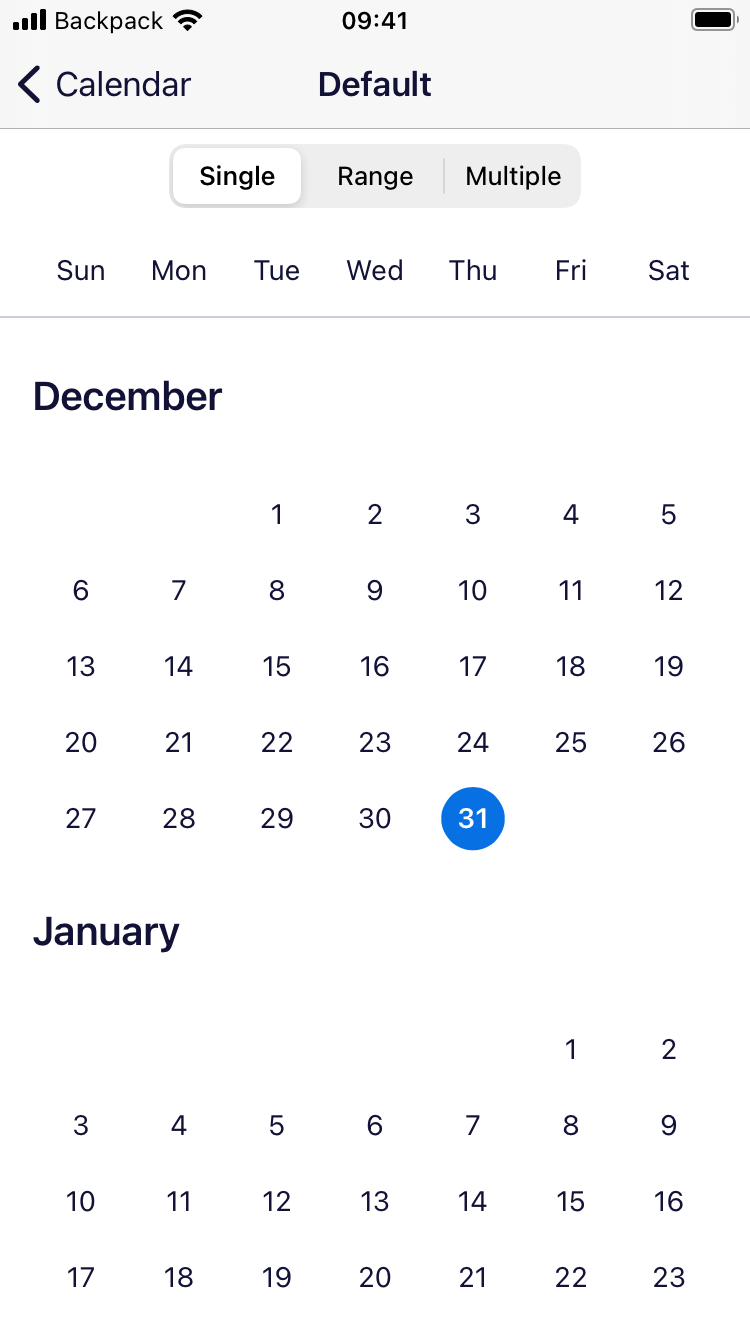 Backpack 09:41
Calendar Default
Single Range Multiple
Sun Mon Tue Wed Thu Fri Sat
December
1 2 3 4 5
6 7 8 9 10 11 12
13 14 15 16 17 18 19
20 21 22 23 24 25 26
27 28 29 30 31
January
1 2
3 4 5 6 7 8 9
10 11 12 13 14 15 16
17 18 19 20 21 22 23